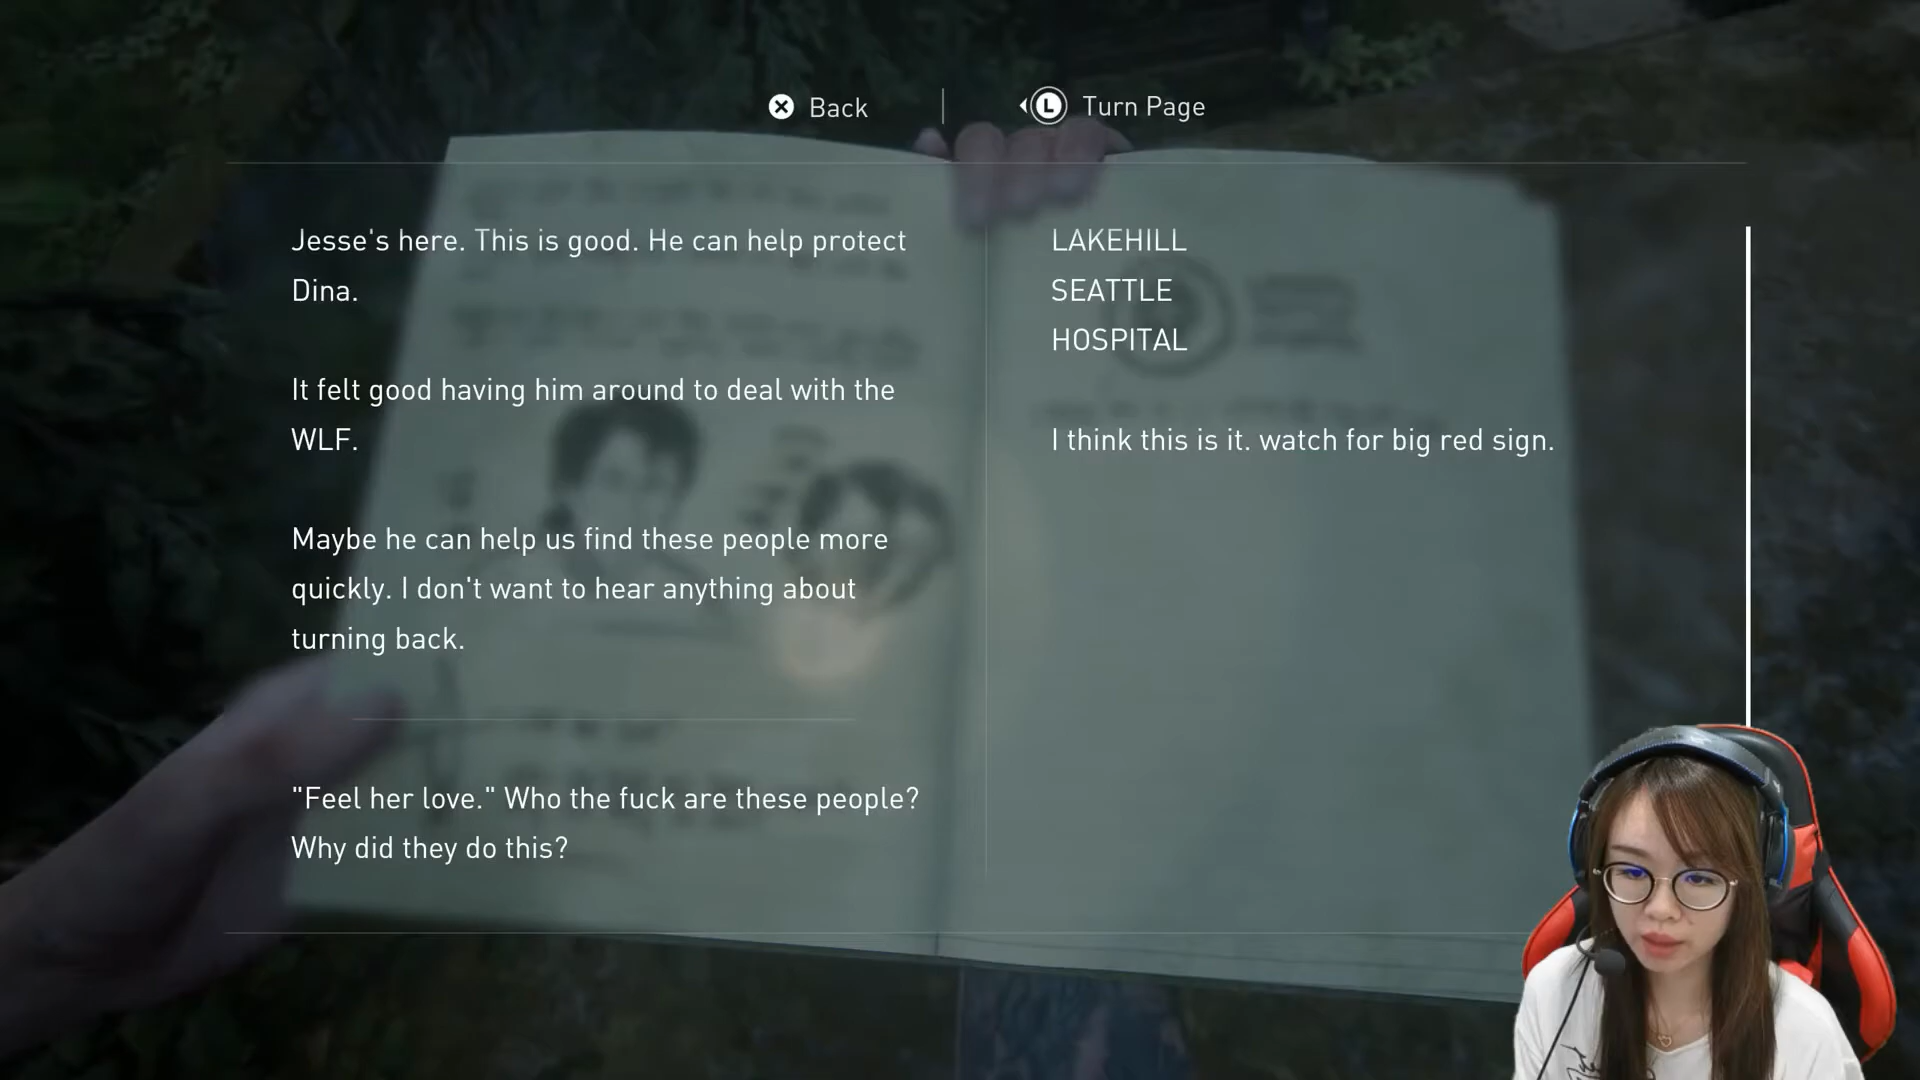 Back
L Turn Page
Jesse's here. This is good. He can help protect
Dina.
It felt good having him around to deal with the
WLF.
Maybe he can help us find these people more
quickly. I don't want to hear anything about
turning back.
"Feel her love." Who the fuck are these people?
Why did they do this?
LAKEHILL
SEATTLE
HOSPITAL
I think this is it. watch for big red sign.